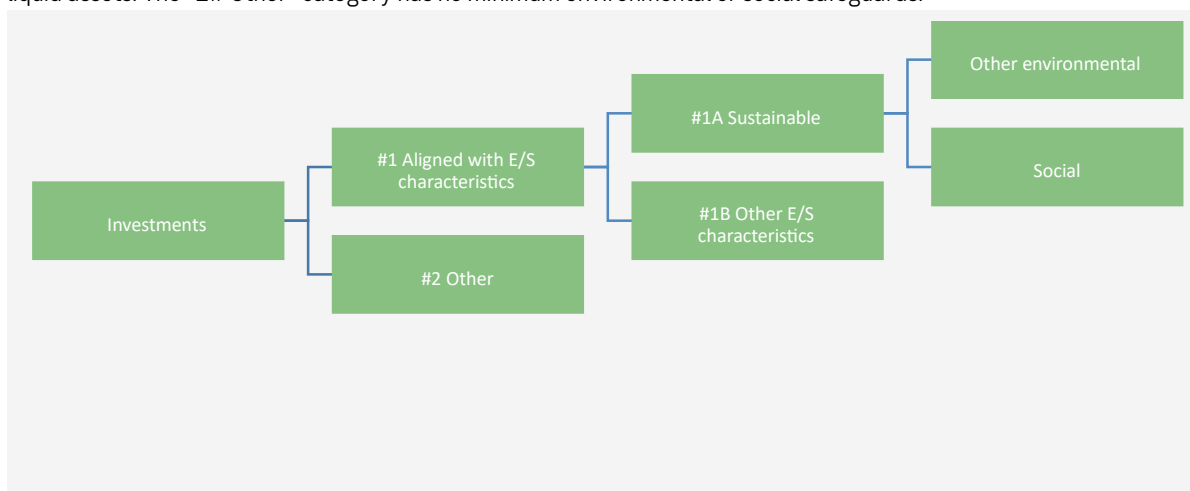 liquid assets. The Other category has no minimum environmental or social safeguards.
Other environmental
#1A Sustainable
#1 Aligned with E/S
characteristics
Social
Investments
#1B Other E/S
characteristics
#2 Other